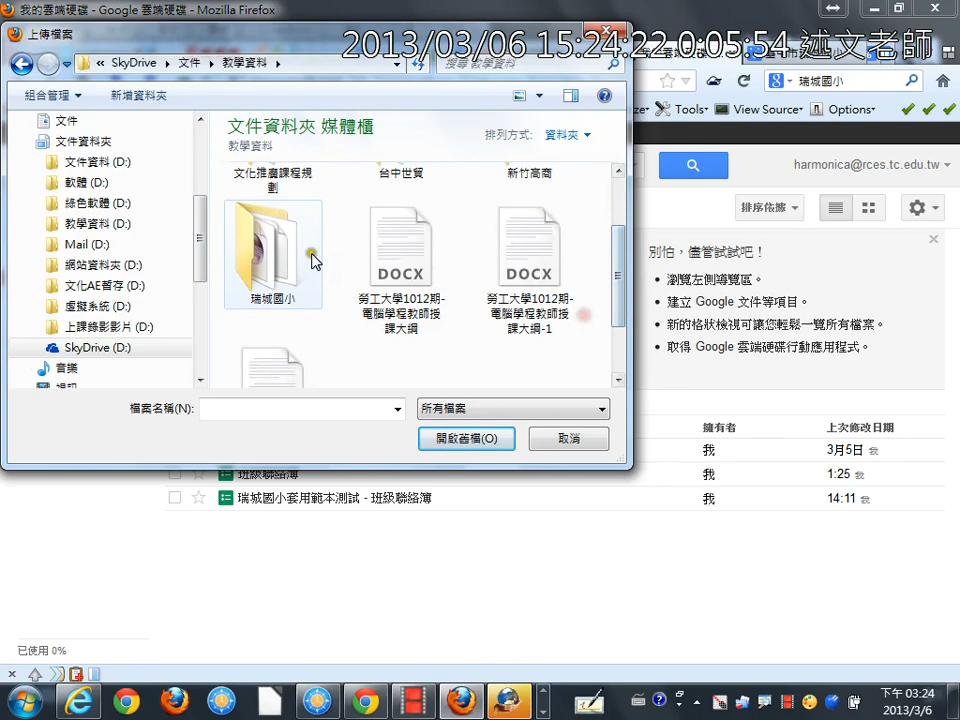 我的雲端硬碟 - Google 雲端硬碟 - Mozilla Firefox
上傳檔案
2013/03/06 15:24:22 0:05:54 述文老師
« SkyDrive ▸ 文件 ▸ 教學資料 ▸
搜尋 教學資料
瑞城國小
組合管理 新增資料夾
Tools
View Source
Options
文件
文件資料夾
文件資料 (D:)
軟體 (D:)
綠色軟體 (D:)
教學資料 (D:)
Mail (D:)
網站資料夾 (D:)
文化AE暫存 (D:)
虛擬系統 (D:)
上課錄影影片 (D:)
SkyDrive (D:)
音樂
視訊
文件資料夾 媒體櫃
教學資料
排列方式: 資料夾
文化推廣課程規劃
台中世貿
新竹高商
瑞城國小
DOCX
勞工大學1012期-電腦學程教師授課大綱
DOCX
勞工大學1012期-電腦學程教師授課大綱-1
檔案名稱(N):
所有檔案
開啟舊檔(O)
取消
harmonica@rces.tc.edu.tw
排序依據
別怕，儘管試試吧！
瀏覽左側導覽區。
建立 Google 文件等項目。
新的格狀檢視可讓您輕鬆一覽所有檔案。
取得 Google 雲端硬碟行動應用程式。
擁有者 上次修改日期
我 3月5日 我
班級聯絡簿 我 1:25 我
瑞城國小套用範本測試 - 班級聯絡簿 我 14:11 我
已使用 0%
下午 03:24
2013/3/6